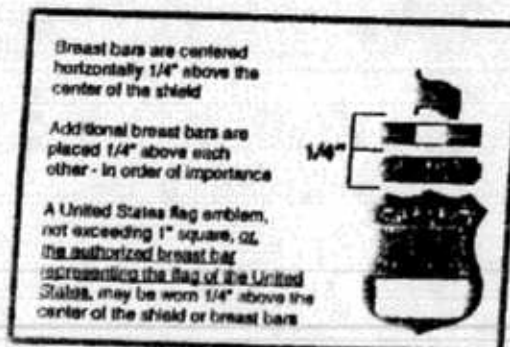 Breast bars are centered
horizontally 1/4" above the
center of the shield
Additional breast bars are
placed 1/4" above each
other - in order of importance
1/4"
A United States flag emblem,
not exceeding 1" square, or,
the authorized breast bar
representing the flag of the United
States, may be worn 1/4" above the
center of the shield or breast bars